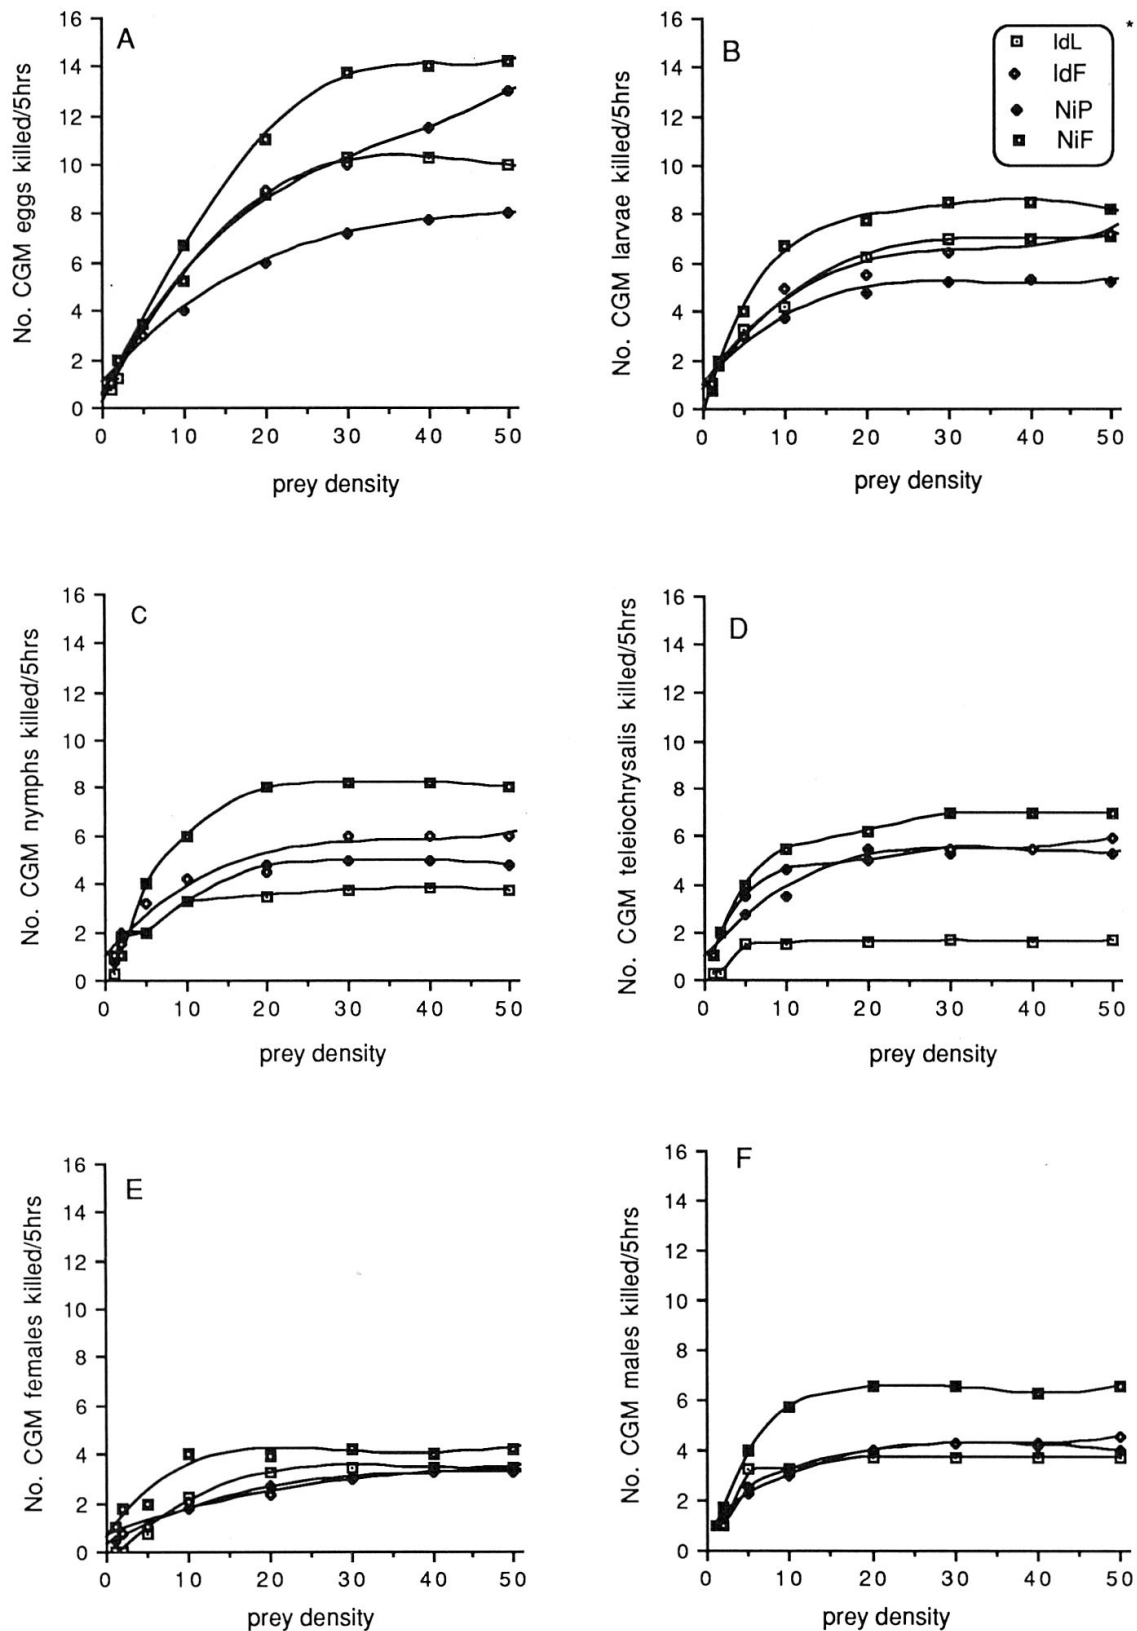 A
No. CGM eggs killed/5hrs
16
14
12
10
8
6
4
2
0
0 10 20 30 40 50
prey density
B
*
IdL
IdF
NiP
NiF
No. CGM larvae killed/5hrs
16
14
12
10
8
6
4
2
0
0 10 20 30 40 50
prey density
C
No. CGM nymphs killed/5hrs
16
14
12
10
8
6
4
2
0
0 10 20 30 40 50
prey density
D
No. CGM teleiochrysalis killed/5hrs
16
14
12
10
8
6
4
2
0
0 10 20 30 40 50
prey density
E
No. CGM females killed/5hrs
16
14
12
10
8
6
4
2
0
0 10 20 30 40 50
prey density
F
No. CGM males killed/5hrs
16
14
12
10
8
6
4
2
0
0 10 20 30 40 50
prey density